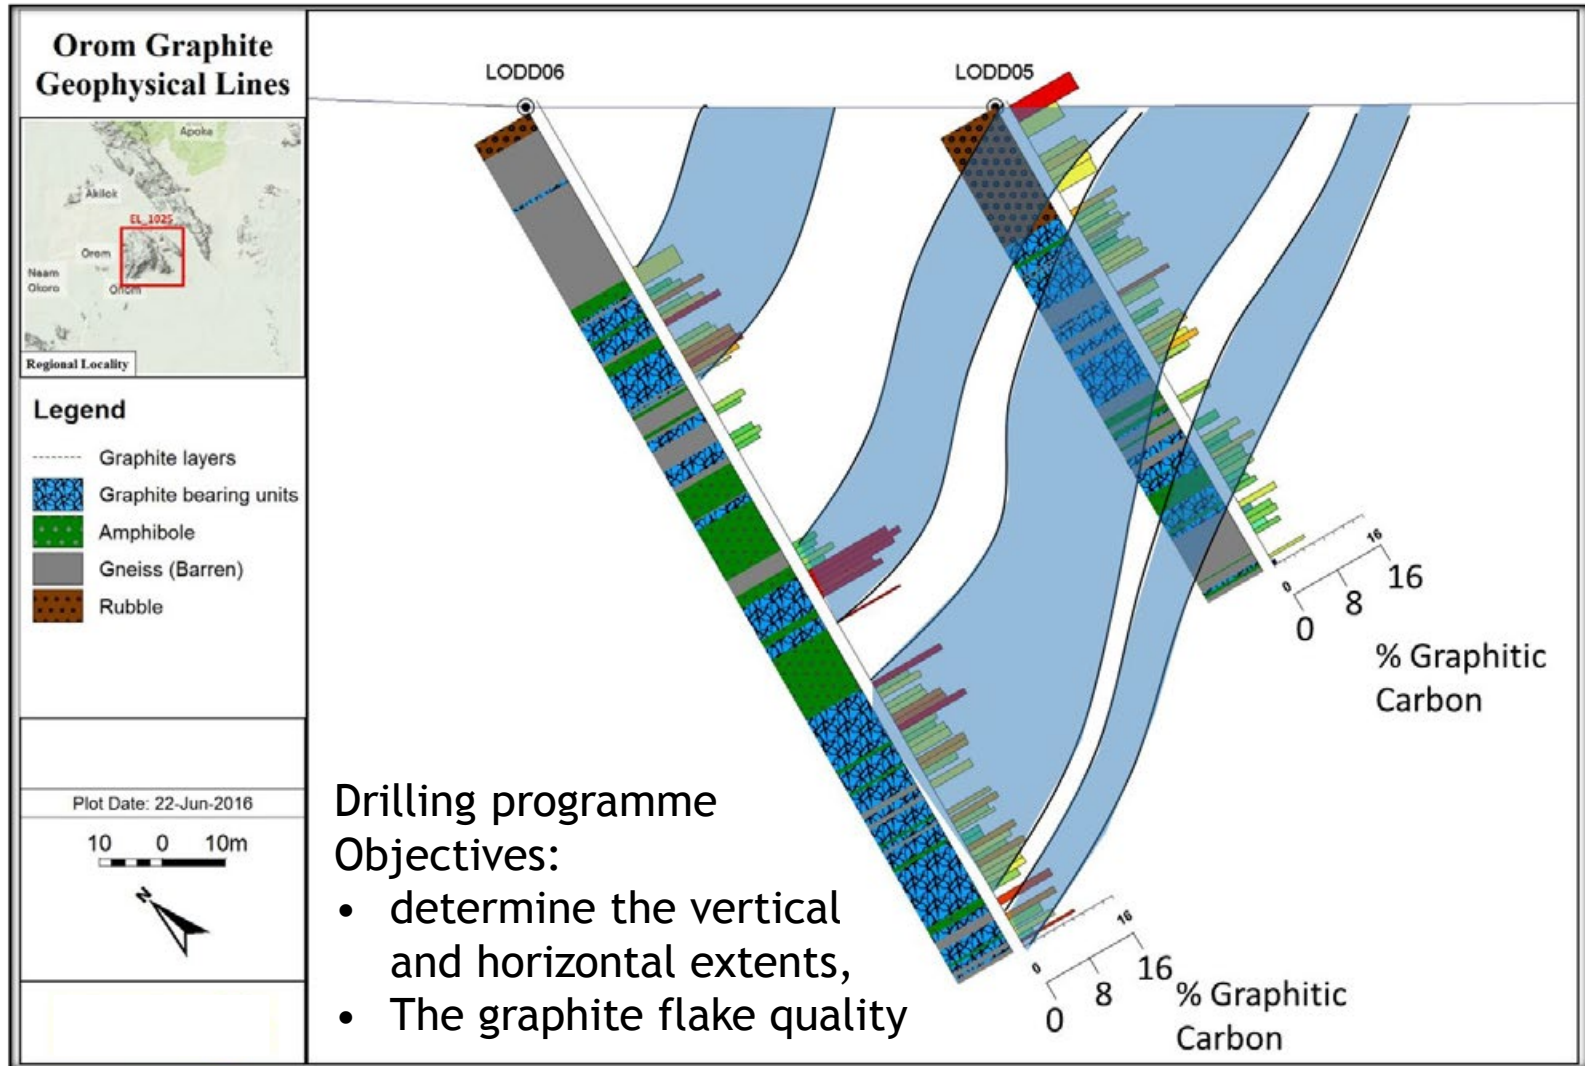 Orom Graphite
Geophysical Lines
Apoka
Akilok
EL_1025
Orom
Naam
Okoro
Orom
Regional Locality
Legend
Graphite layers
Graphite bearing units
Amphibole
Gneiss (Barren)
Rubble
Plot Date: 22-Jun-2016
10 0 10m
N
LODD06
LODD05
0 16
0 8 16
% Graphitic
Carbon
0 16
0 8 16
% Graphitic
Carbon
Drilling programme
Objectives:
• determine the vertical
and horizontal extents,
• The graphite flake quality